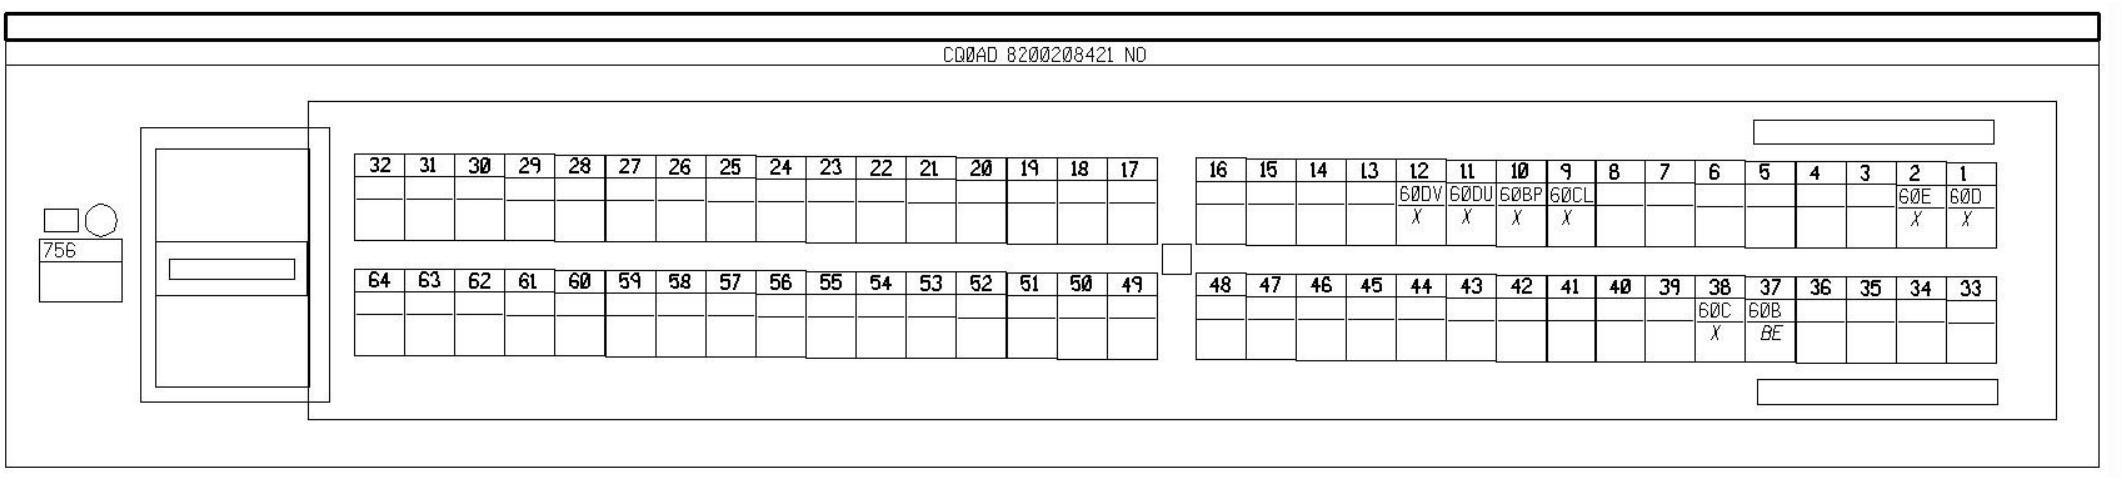 CQØAD 8200208421 NO
32 31 30 29 28 27 26 25 24 23 22 21 20 19 18 17 16 15 14 13 12 11 10 9 8 7 6 5 4 3 2 1
60DV 60DU 60BP 60CL 60E 60D
X X X X X X
756
64 63 62 61 60 59 58 57 56 55 54 53 52 51 50 49 48 47 46 45 44 43 42 41 40 39 38 37 36 35 34 33
60C 60B
X BE